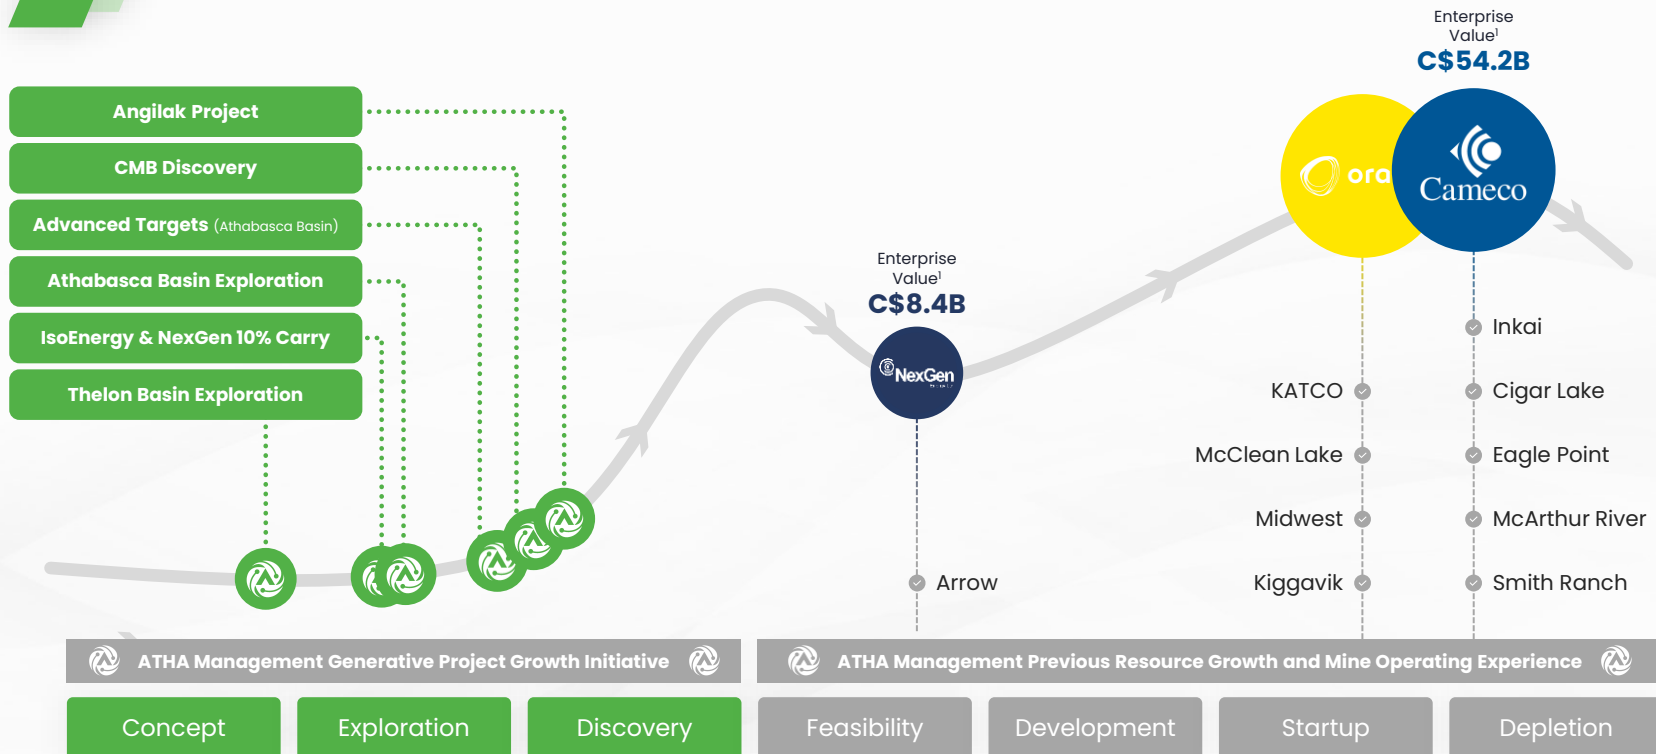 Enterprise
Value¹
C$54.2B
Angilak Project
CMB Discovery
Advanced Targets (Athabasca Basin)
Athabasca Basin Exploration
IsoEnergy & NexGen 10% Carry
Thelon Basin Exploration
Enterprise
Value¹
C$8.4B
NexGen
ora
Cameco
Arrow
KATCO
McClean Lake
Midwest
Kiggavik
Inkai
Cigar Lake
Eagle Point
McArthur River
Smith Ranch
ATHA Management Generative Project Growth Initiative
ATHA Management Previous Resource Growth and Mine Operating Experience
Concept
Exploration
Discovery
Feasibility
Development
Startup
Depletion